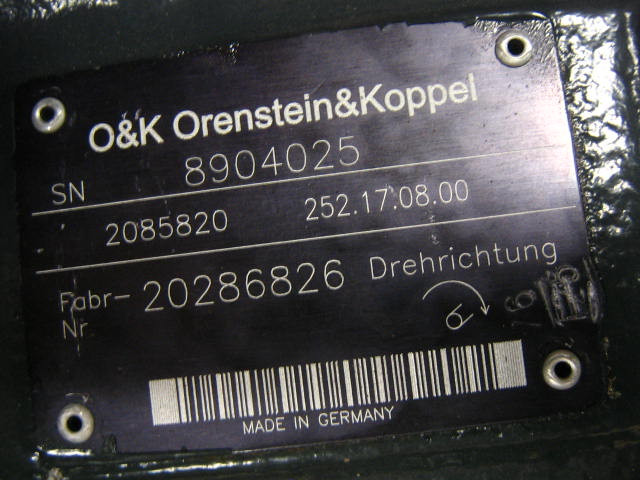 O&K Orenstein&Koppel
SN 8904025
2085820 252.17.08.00
Fabr- 20286826 Drehrichtung
Nr
MADE IN GERMANY